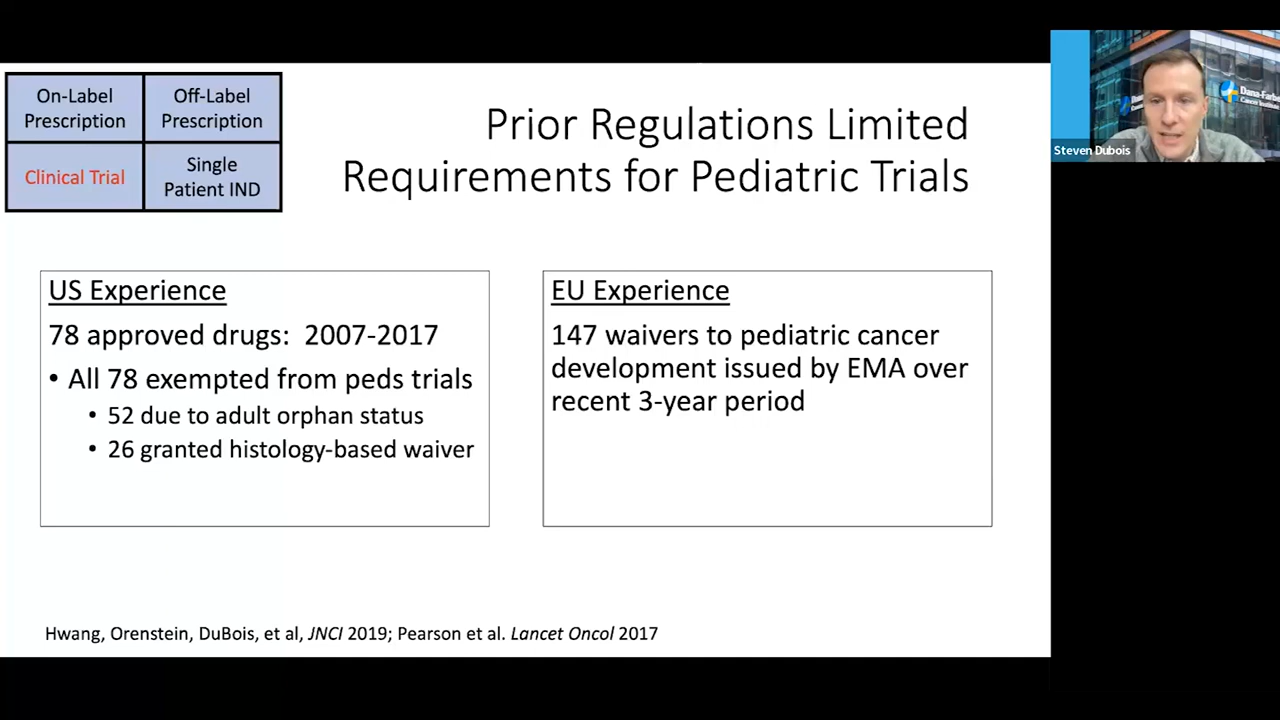 On-Label
Prescription
Off-Label
Prescription
Clinical Trial
Single
Patient IND
Prior Regulations Limited
Requirements for Pediatric Trials
US Experience
78 approved drugs: 2007-2017
• All 78 exempted from peds trials
• 52 due to adult orphan status
• 26 granted histology-based waiver
EU Experience
147 waivers to pediatric cancer
development issued by EMA over
recent 3-year period
Hwang, Orenstein, DuBois, et al, JNCI 2019; Pearson et al. Lancet Oncol 2017
Steven Dubois